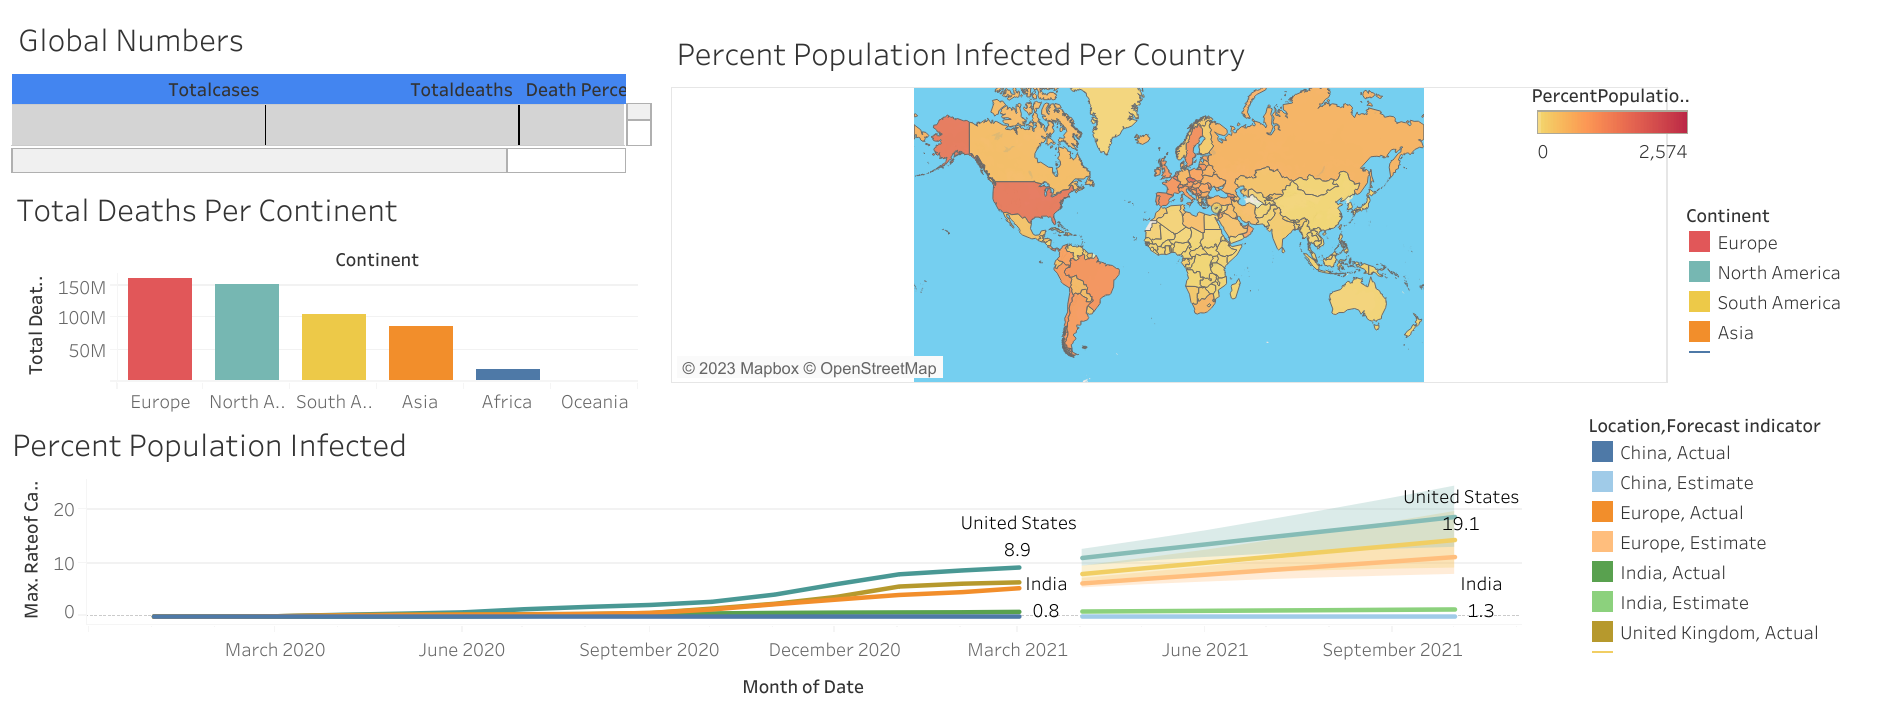 Global Numbers
Totalcases Totaldeaths Death Perce
Total Deaths Per Continent
Continent
Total Deat..
150M
100M
50M
Europe North A.. South A.. Asia Africa Oceania
Percent Population Infected Per Country
© 2023 Mapbox © OpenStreetMap
PercentPopulatio..
0 2,574
Continent
Europe
North America
South America
Asia
Percent Population Infected
Max. Rateof Ca..
20
10
0
United States
8.9
India
0.8
United States
19.1
India
1.3
March 2020 June 2020 September 2020 December 2020 March 2021 June 2021 September 2021
Month of Date
Location,Forecast indicator
China, Actual
China, Estimate
Europe, Actual
Europe, Estimate
India, Actual
India, Estimate
United Kingdom, Actual